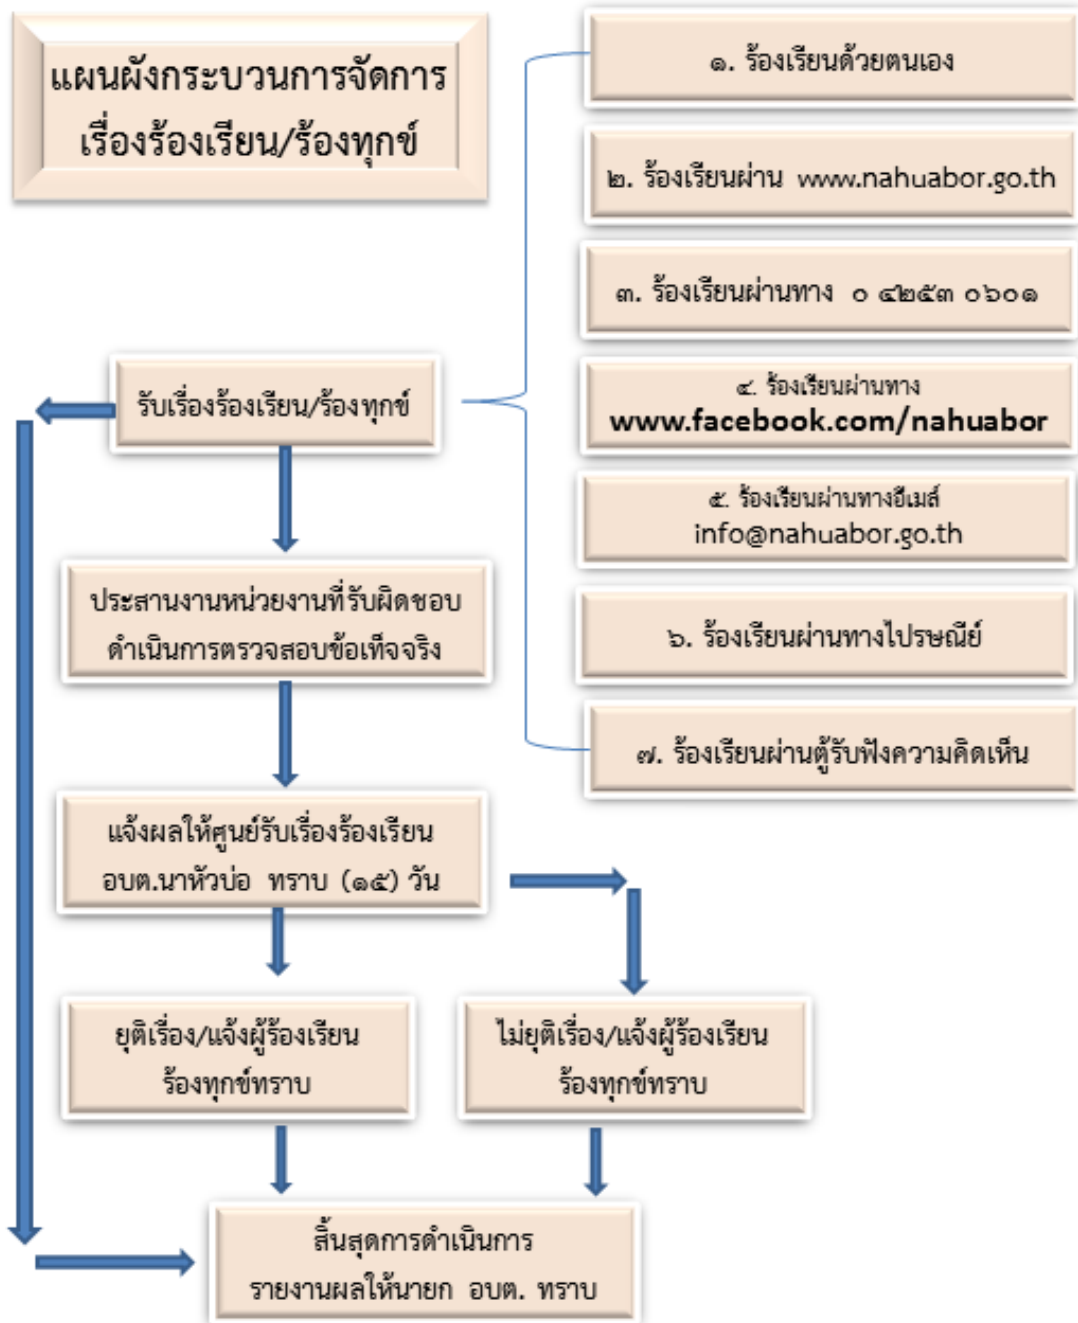 แผนผังกระบวนการจัดการ
เรื่องร้องเรียน/ร้องทุกข์
๑. ร้องเรียนด้วยตนเอง
๒. ร้องเรียนผ่าน www.nahuabor.go.th
๓. ร้องเรียนผ่านทาง ๐ ๔๒๕๓ ๐๖๐๑
๔. ร้องเรียนผ่านทาง
www.facebook.com/nahuabor
๕. ร้องเรียนผ่านทางอีเมล์
info@nahuabor.go.th
๖. ร้องเรียนผ่านทางไปรษณีย์
๗. ร้องเรียนผ่านตู้รับฟังความคิดเห็น
รับเรื่องร้องเรียน/ร้องทุกข์
ประสานงานหน่วยงานที่รับผิดชอบ
ดำเนินการตรวจสอบข้อเท็จจริง
แจ้งผลให้ศูนย์รับเรื่องร้องเรียน
อบต.นาหัวบ่อ ทราบ (๑๕) วัน
ยุติเรื่อง/แจ้งผู้ร้องเรียน
ร้องทุกข์ทราบ
ไม่ยุติเรื่อง/แจ้งผู้ร้องเรียน
ร้องทุกข์ทราบ
สิ้นสุดการดำเนินการ
รายงานผลให้นายก อบต. ทราบ